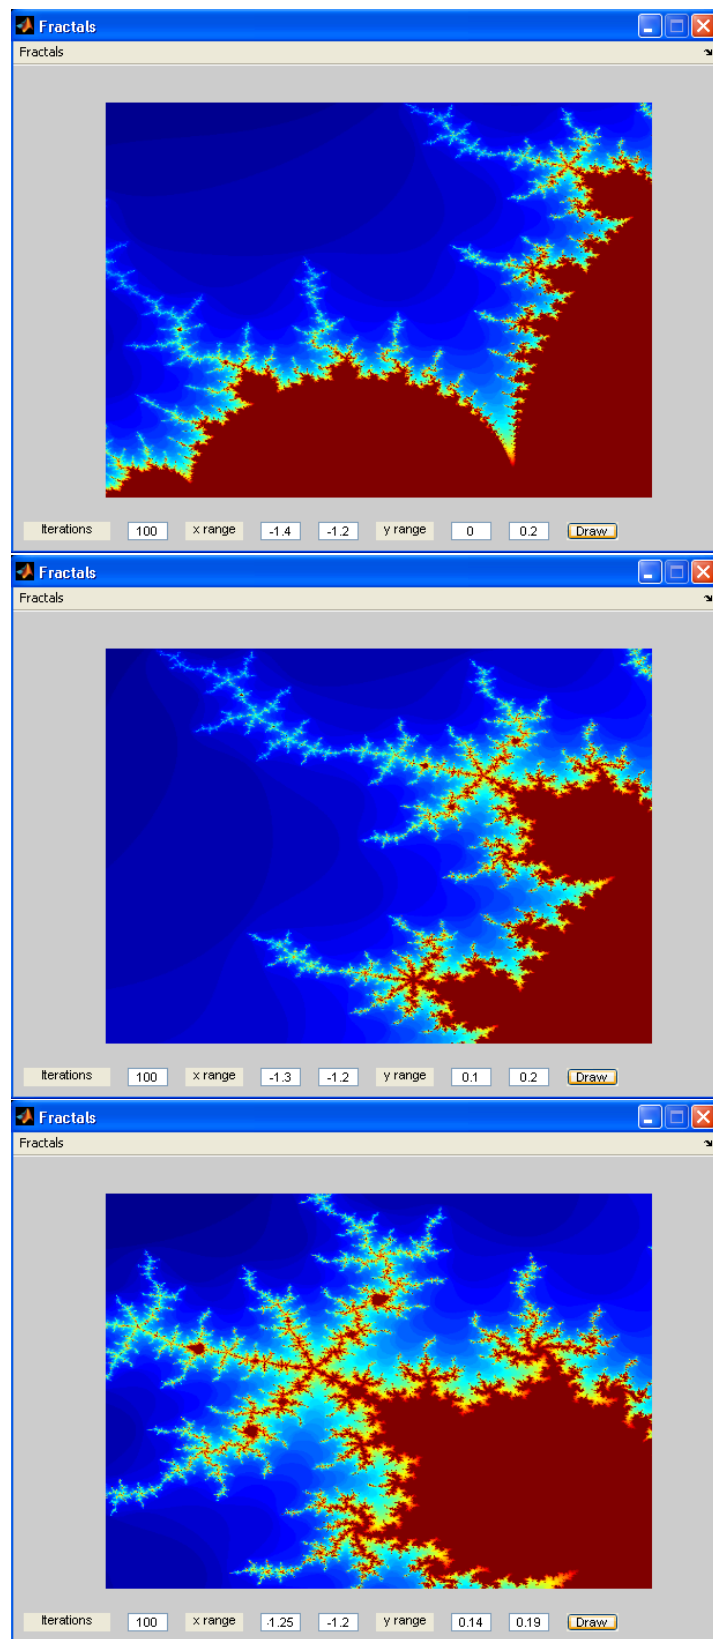 Fractals
Fractals
Iterations 100 x range -1.4 -1.2 y range 0 0.2 Draw
Fractals
Fractals
Iterations 100 x range -1.3 -1.2 y range 0.1 0.2 Draw
Fractals
Fractals
Iterations 100 x range -1.25 -1.2 y range 0.14 0.19 Draw